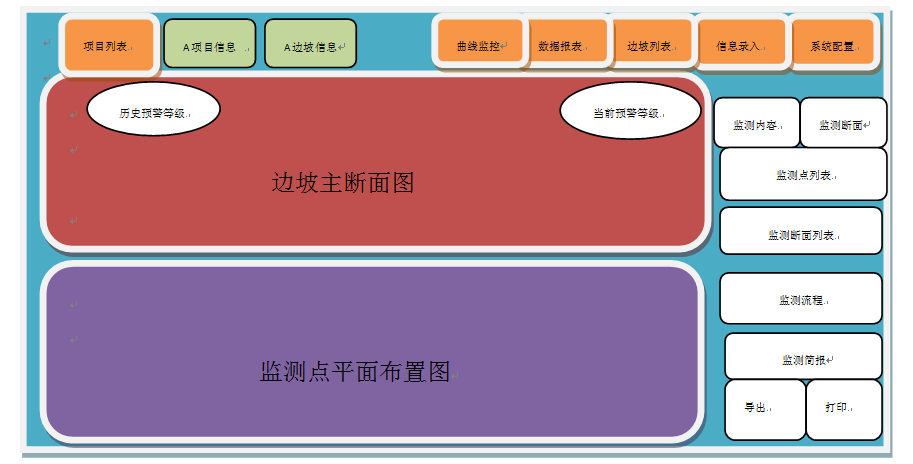 项目列表
A项目信息
A边坡信息
曲线监控
数据报表
边坡列表
信息录入
系统配置
历史预警等级
当前预警等级
边坡主断面图
监测内容
监测断面
监测点列表
监测断面列表
监测流程
监测点平面布置图
监测简报
导出
打印